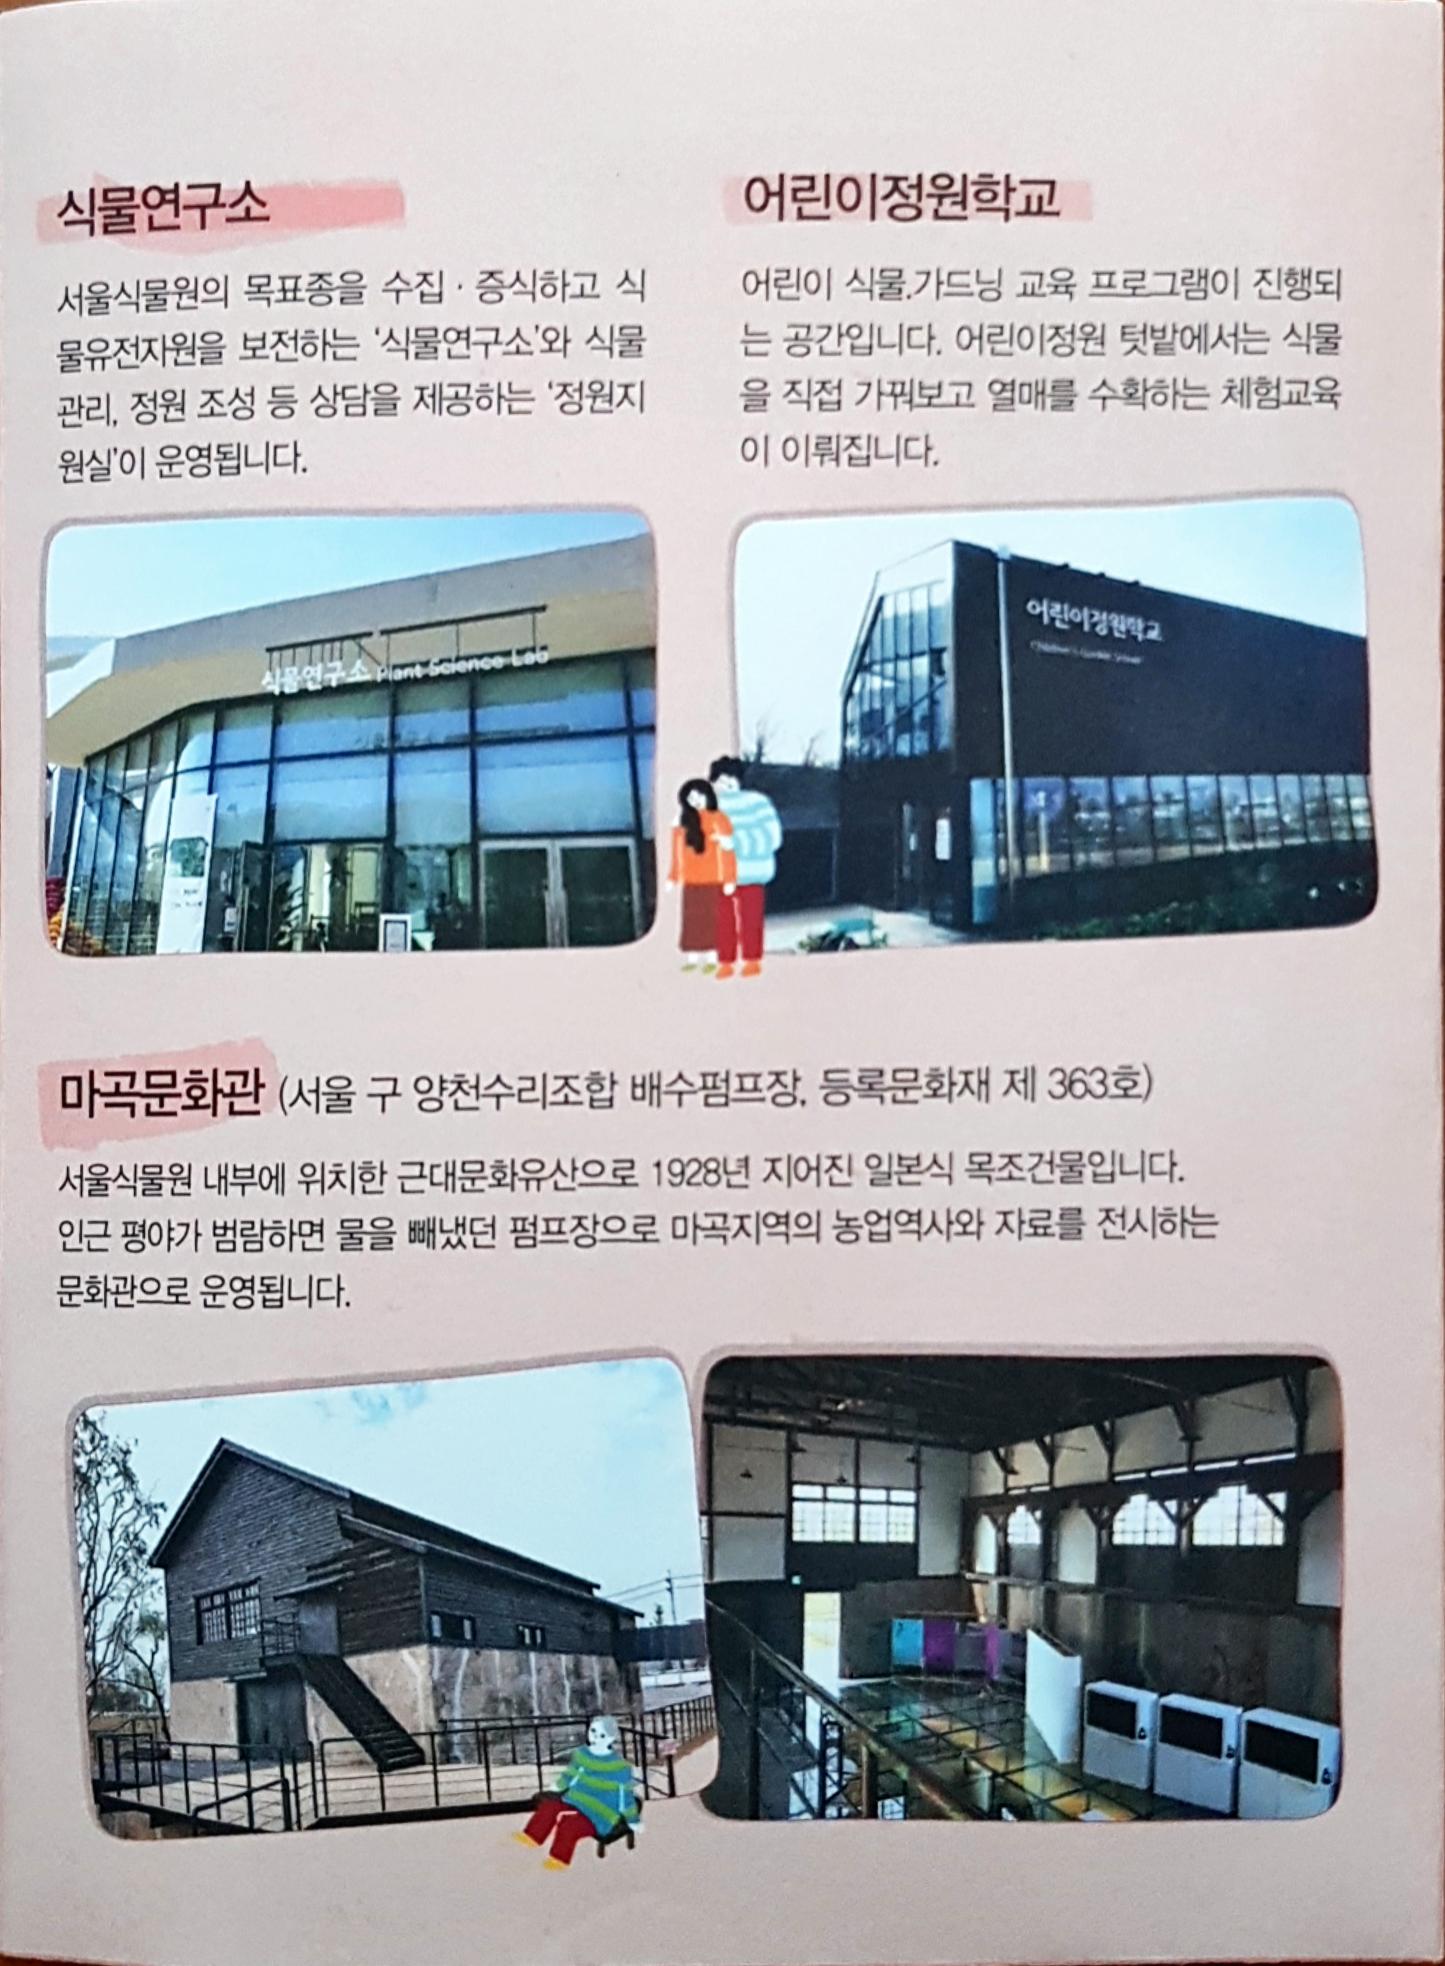 식물연구소
서울식물원의 목표종을 수집 · 증식하고 식
물유전자원을 보전하는 ‘식물연구소’와 식물
관리, 정원 조성 등 상담을 제공하는 ‘정원지
원실’이 운영됩니다.
식물연구소 Plant Science Lab
어린이정원학교
어린이 식물.가드닝 교육 프로그램이 진행되
는 공간입니다. 어린이정원 텃밭에서는 식물
을 직접 가꿔보고 열매를 수확하는 체험교육
이 이뤄집니다.
어린이정원학교
마곡문화관 (서울 구 양천수리조합 배수펌프장, 등록문화재 제 363호)
서울식물원 내부에 위치한 근대문화유산으로 1928년 지어진 일본식 목조건물입니다.
인근 평야가 범람하면 물을 빼냈던 펌프장으로 마곡지역의 농업역사와 자료를 전시하는
문화관으로 운영됩니다.